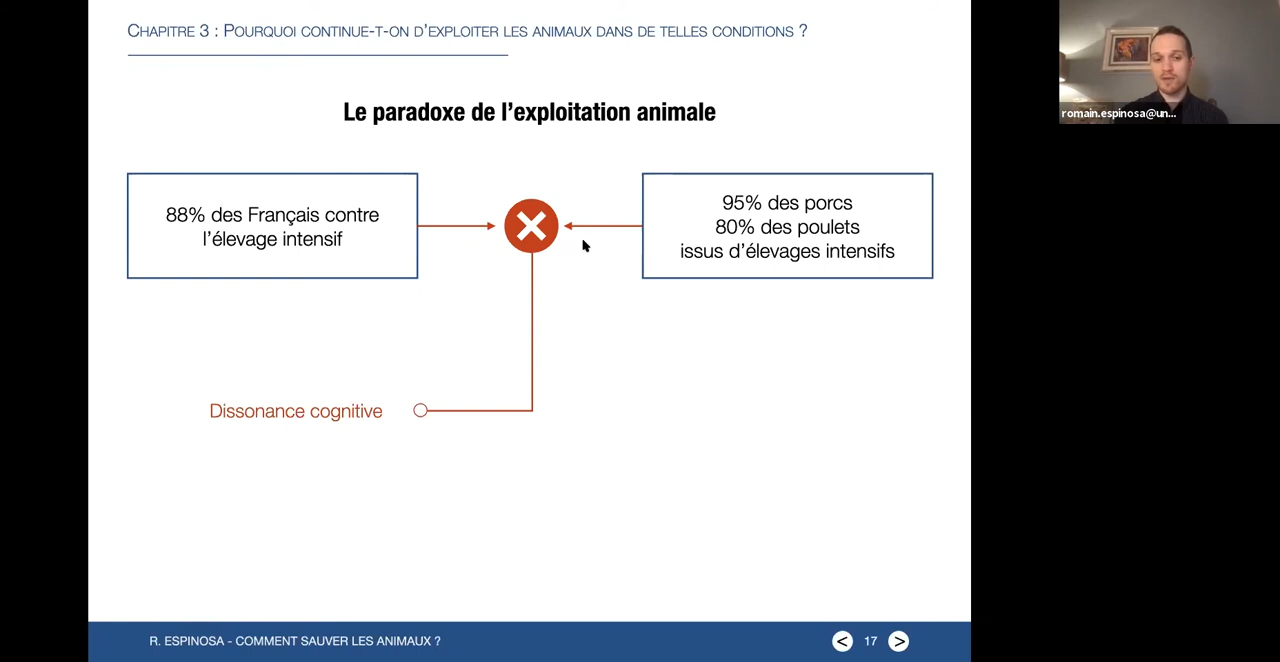 CHAPITRE 3 : POURQUOI CONTINUE-T-ON D'EXPLOITER LES ANIMAUX DANS DE TELLES CONDITIONS ?
romain.espinosa@un...
Le paradoxe de l'exploitation animale
88% des Français contre
l'élevage intensif
95% des porcs
80% des poulets
issus d'élevages intensifs
Dissonance cognitive
R. ESPINOSA - COMMENT SAUVER LES ANIMAUX ?
< 17 >